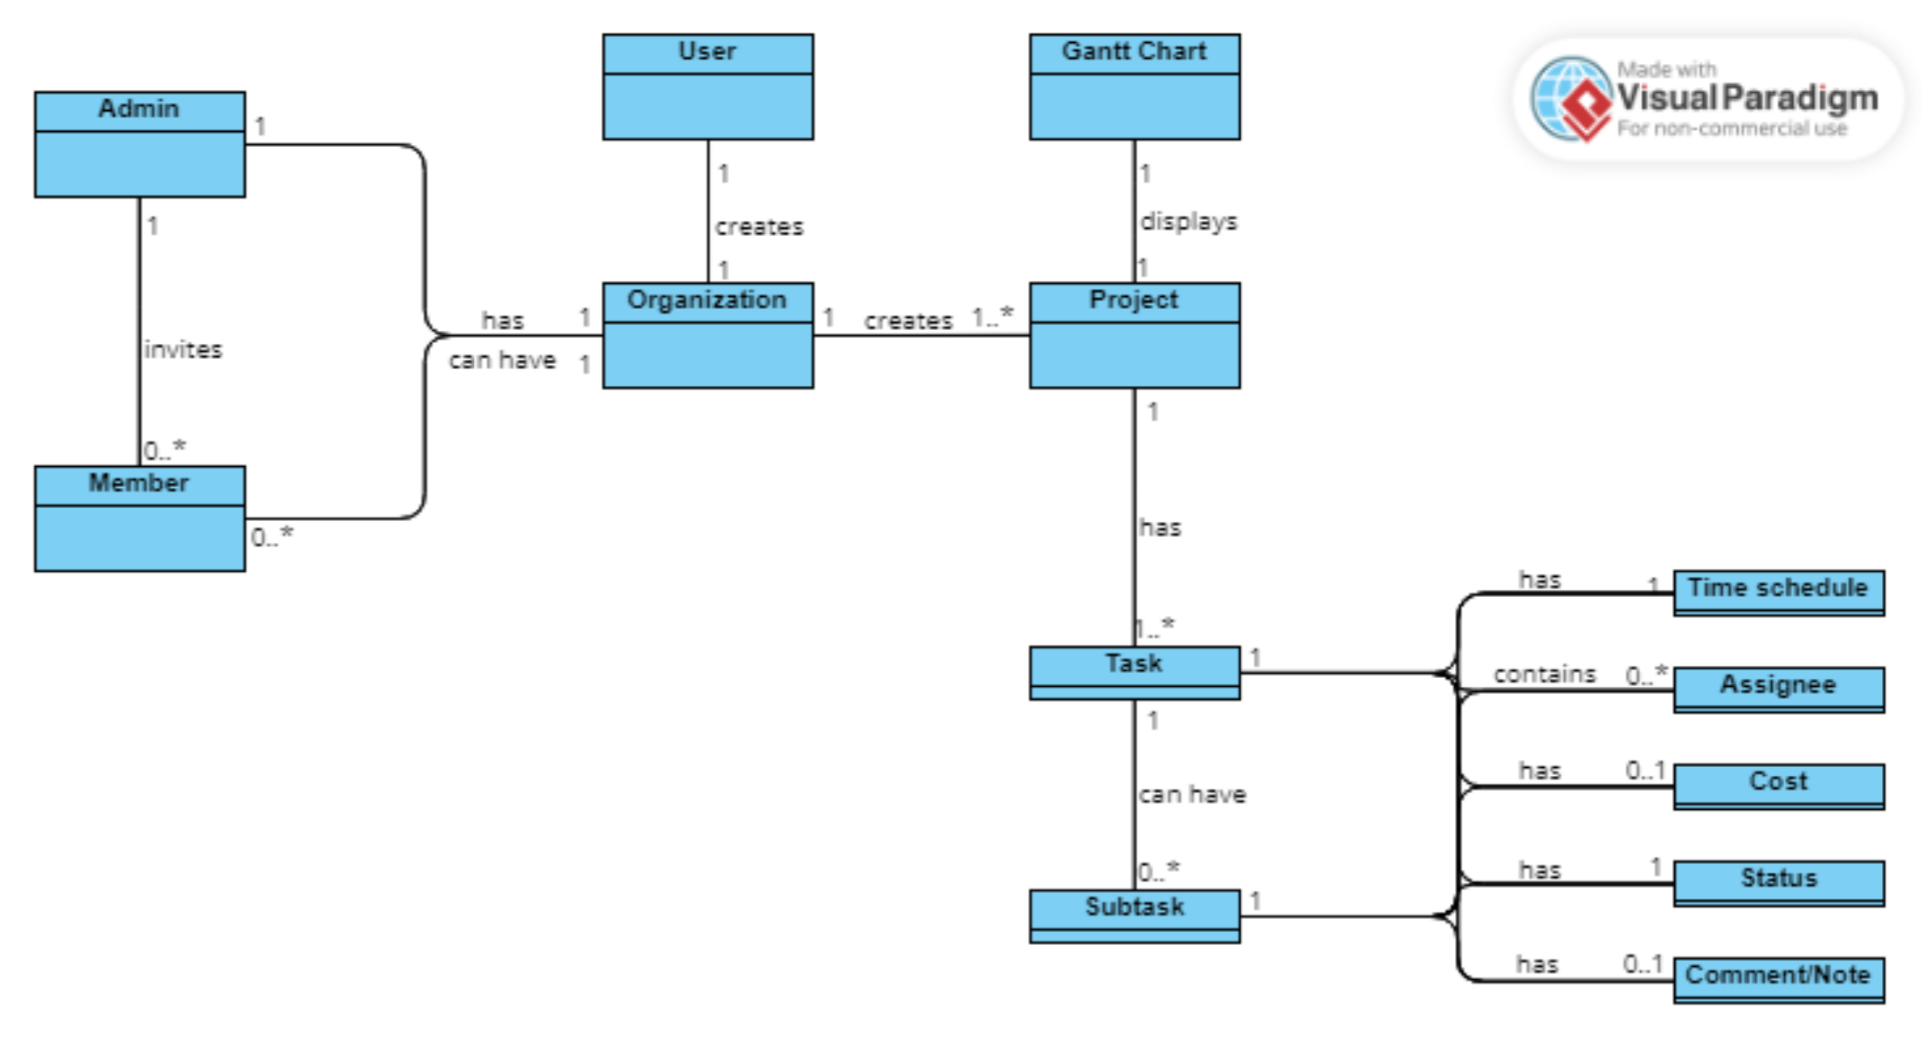 User
Gantt Chart
Made with
Visual Paradigm
For non-commercial use
Admin
1
1
1
1
creates
displays
1
1
Organization
Project
has
1
1
creates
1..*
invites
can have
1
1
0..*
Member
0..*
has
1..*
Task
1
has
1
Time schedule
contains
0..*
Assignee
1
can have
has
0..1
Cost
0..*
Subtask
1
has
1
Status
has
0..1
Comment/Note